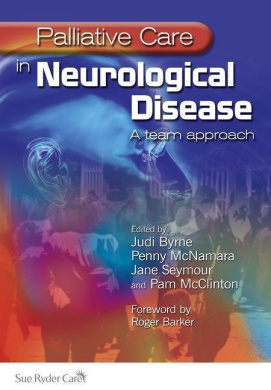 Palliative Care
in Neurological
Disease
A team approach
Edited by
Judi Byrne
Penny McNamara
Jane Seymour
and Pam McClinton
Foreword by
Roger Barker
Sue Ryder Care